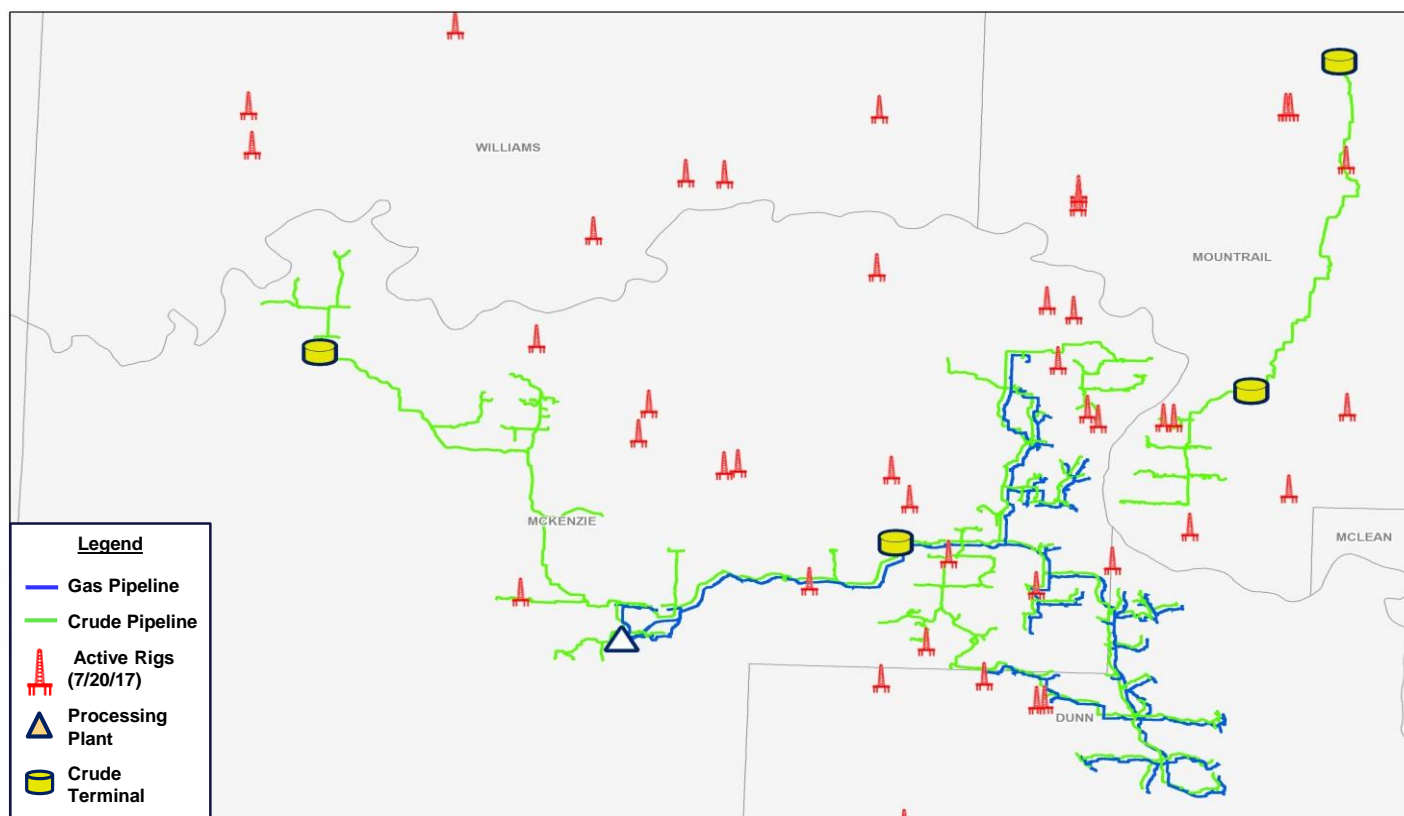 WILLIAMS
MOUNTRAIL
MCKENZIE
MCLEAN
DUNN
Legend
Gas Pipeline
Crude Pipeline
Active Rigs
(7/20/17)
Processing
Plant
Crude
Terminal